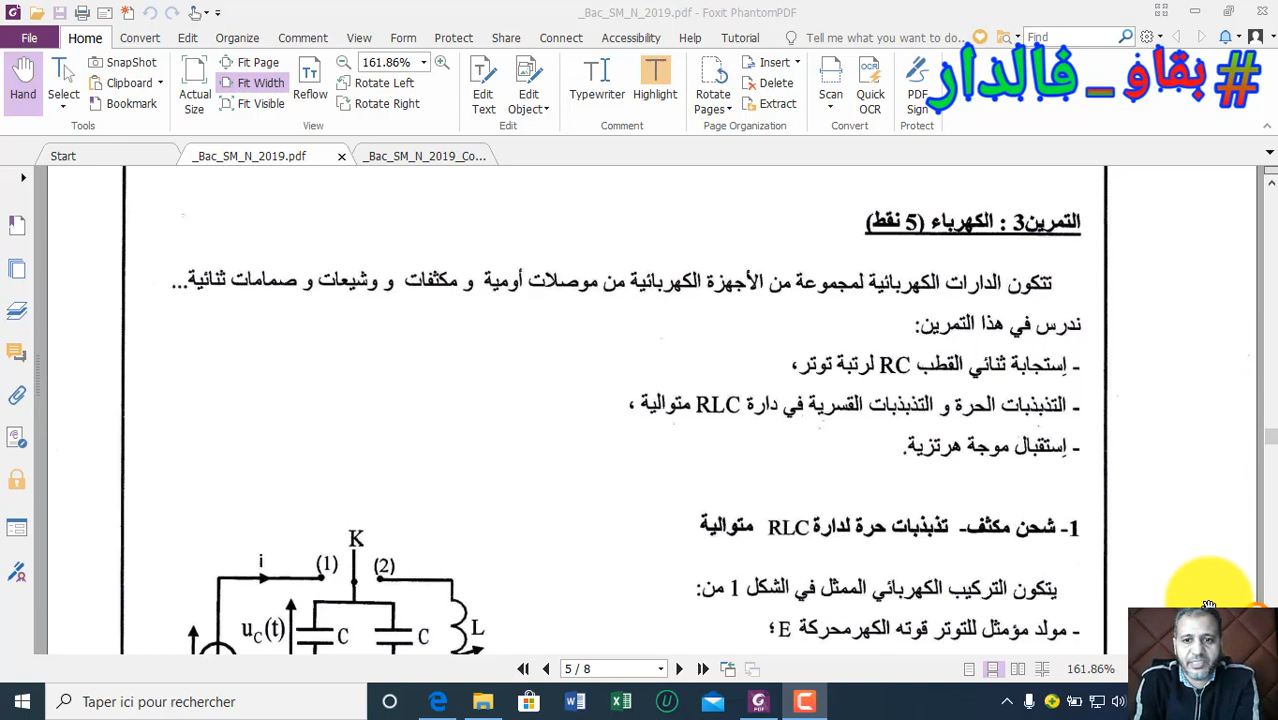 _Bac_SM_N_2019.pdf - Foxit PhantomPDF
File Home Convert Edit Organize Comment View Form Protect Share Connect Accessibility Help Tutorial Tell me what you want to do.. Find
Hand
Select
SnapShot
Clipboard
Bookmark
Tools
Actual Size
Fit Page
Fit Width
Fit Visible
Rotate Left
Rotate Right
View
Edit Text
Edit Object
Edit
Typewriter
Highlight
Comment
Rotate Pages
Insert
Delete
Extract
Page Organization
Scan
Quick OCR
Convert
PDF Sign
Protect
#بقاو_فالدار
Start
_Bac_SM_N_2019.pdf
_Bac_SM_N_2019_Co...
التمرين3 : الكهرباء (5 نقط)
تتكون الدارات الكهربائية لمجموعة من الأجهزة الكهربائية من موصلات أومية و مكثفات و وشيعات و صمامات ثنائية...
ندرس في هذا التمرين:
- اِستجابة ثنائي القطب RC لرتبة توتر،
- التذبذبات الحرة و التذبذبات القسرية في دارة RLC متوالية ،
- اِستقبال موجة هرتزية.
1- شحن مكثف- تذبذبات حرة لدارة RLC متوالية
يتكون التركيب الكهربائي الممثل في الشكل 1 من:
- مولد مؤمثل للتوتر قوته الكهرمحركة E ؛
K
i
(1)
(2)
uC(t)
C
C
L
5 / 8
161.86%
Taper ici pour rechercher